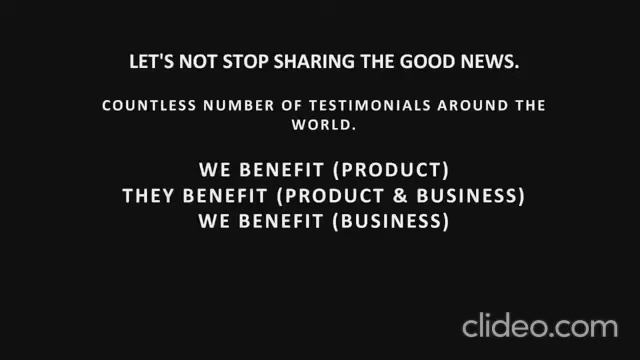 LET'S NOT STOP SHARING THE GOOD NEWS.
COUNTLESS NUMBER OF TESTIMONIALS AROUND THE
WORLD.
WE BENEFIT (PRODUCT)
THEY BENEFIT (PRODUCT & BUSINESS)
WE BENEFIT (BUSINESS)
clideo.com